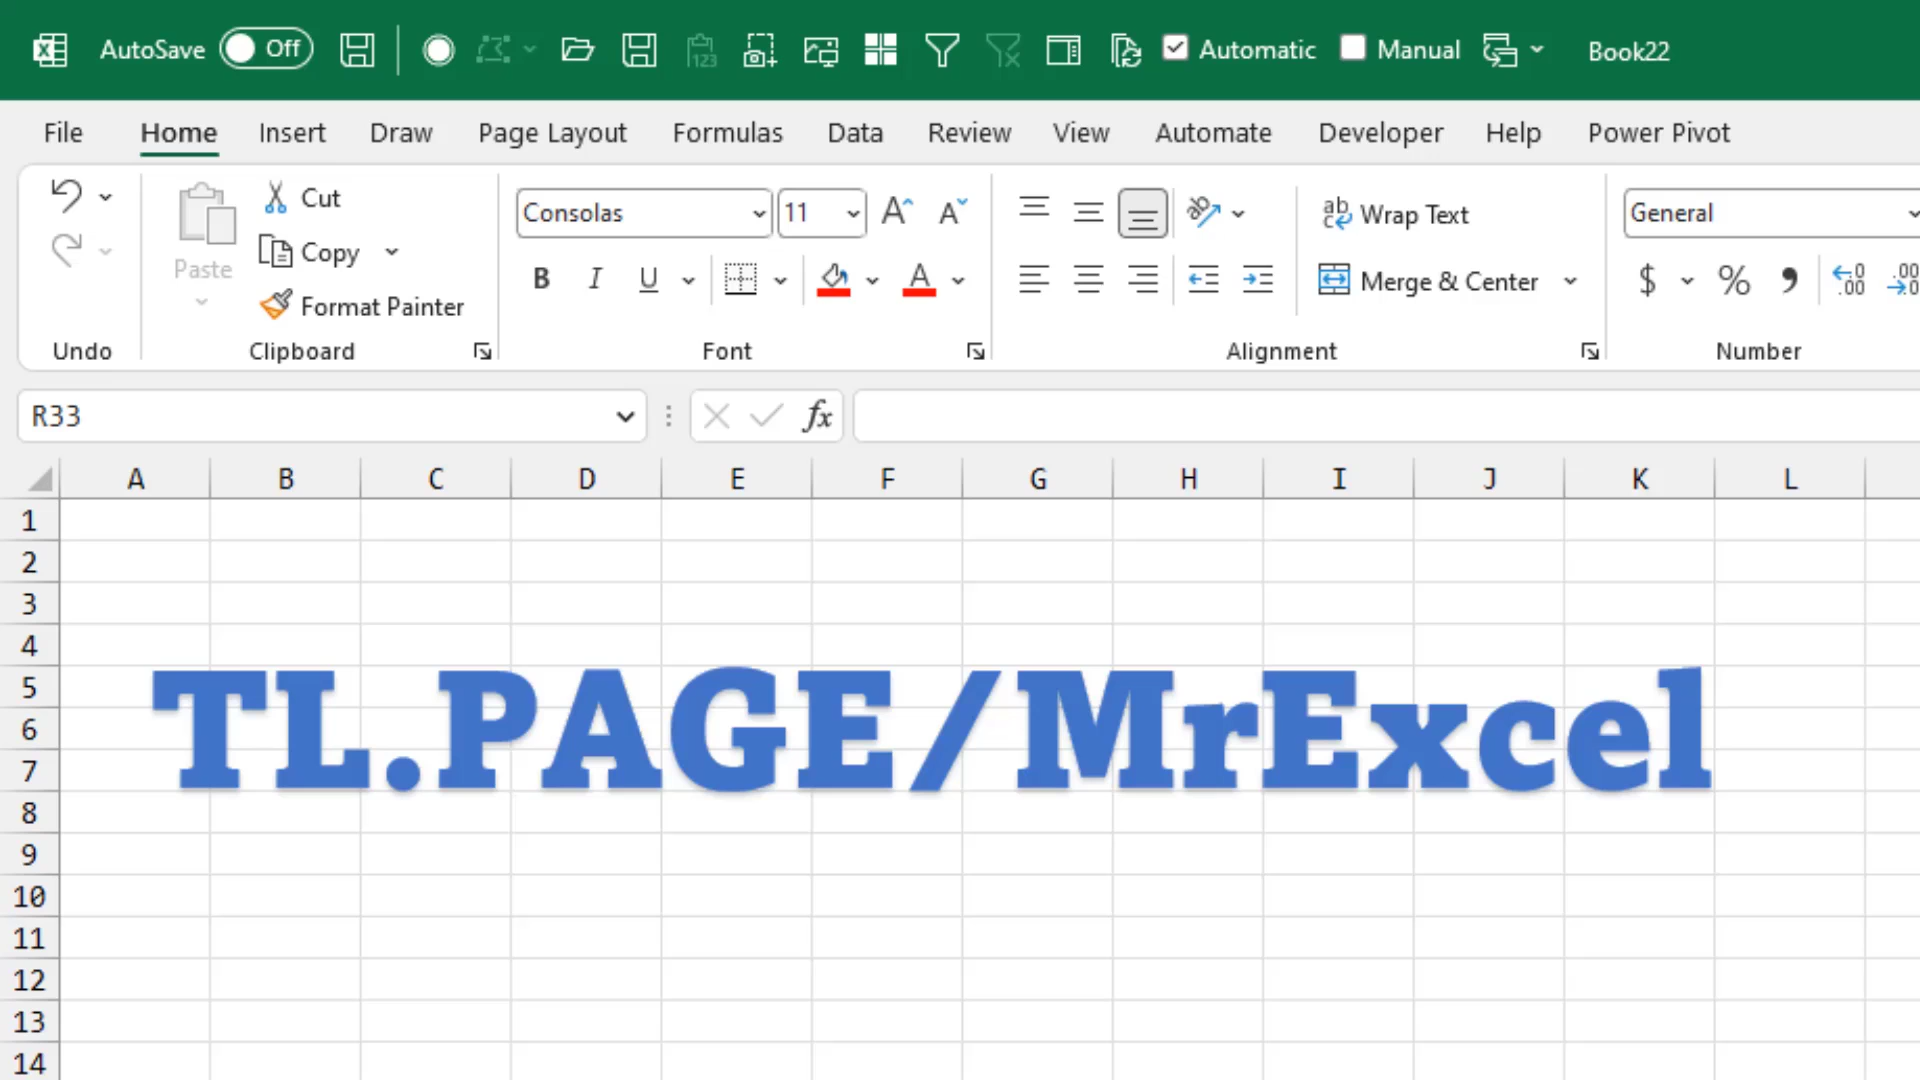 AutoSave Off Automatic Manual Book22
File Home Insert Draw Page Layout Formulas Data Review View Automate Developer Help Power Pivot
Paste
Cut
Copy
Format Painter
Consolas 11
B I U
ab Wrap Text
Merge & Center
General
$ % ,
Undo Clipboard Font Alignment Number
R33
fx
A B C D E F G H I J K L
1
2
3
4
5
6
7
8
9
10
11
12
13
14
TL.PAGE/MrExcel